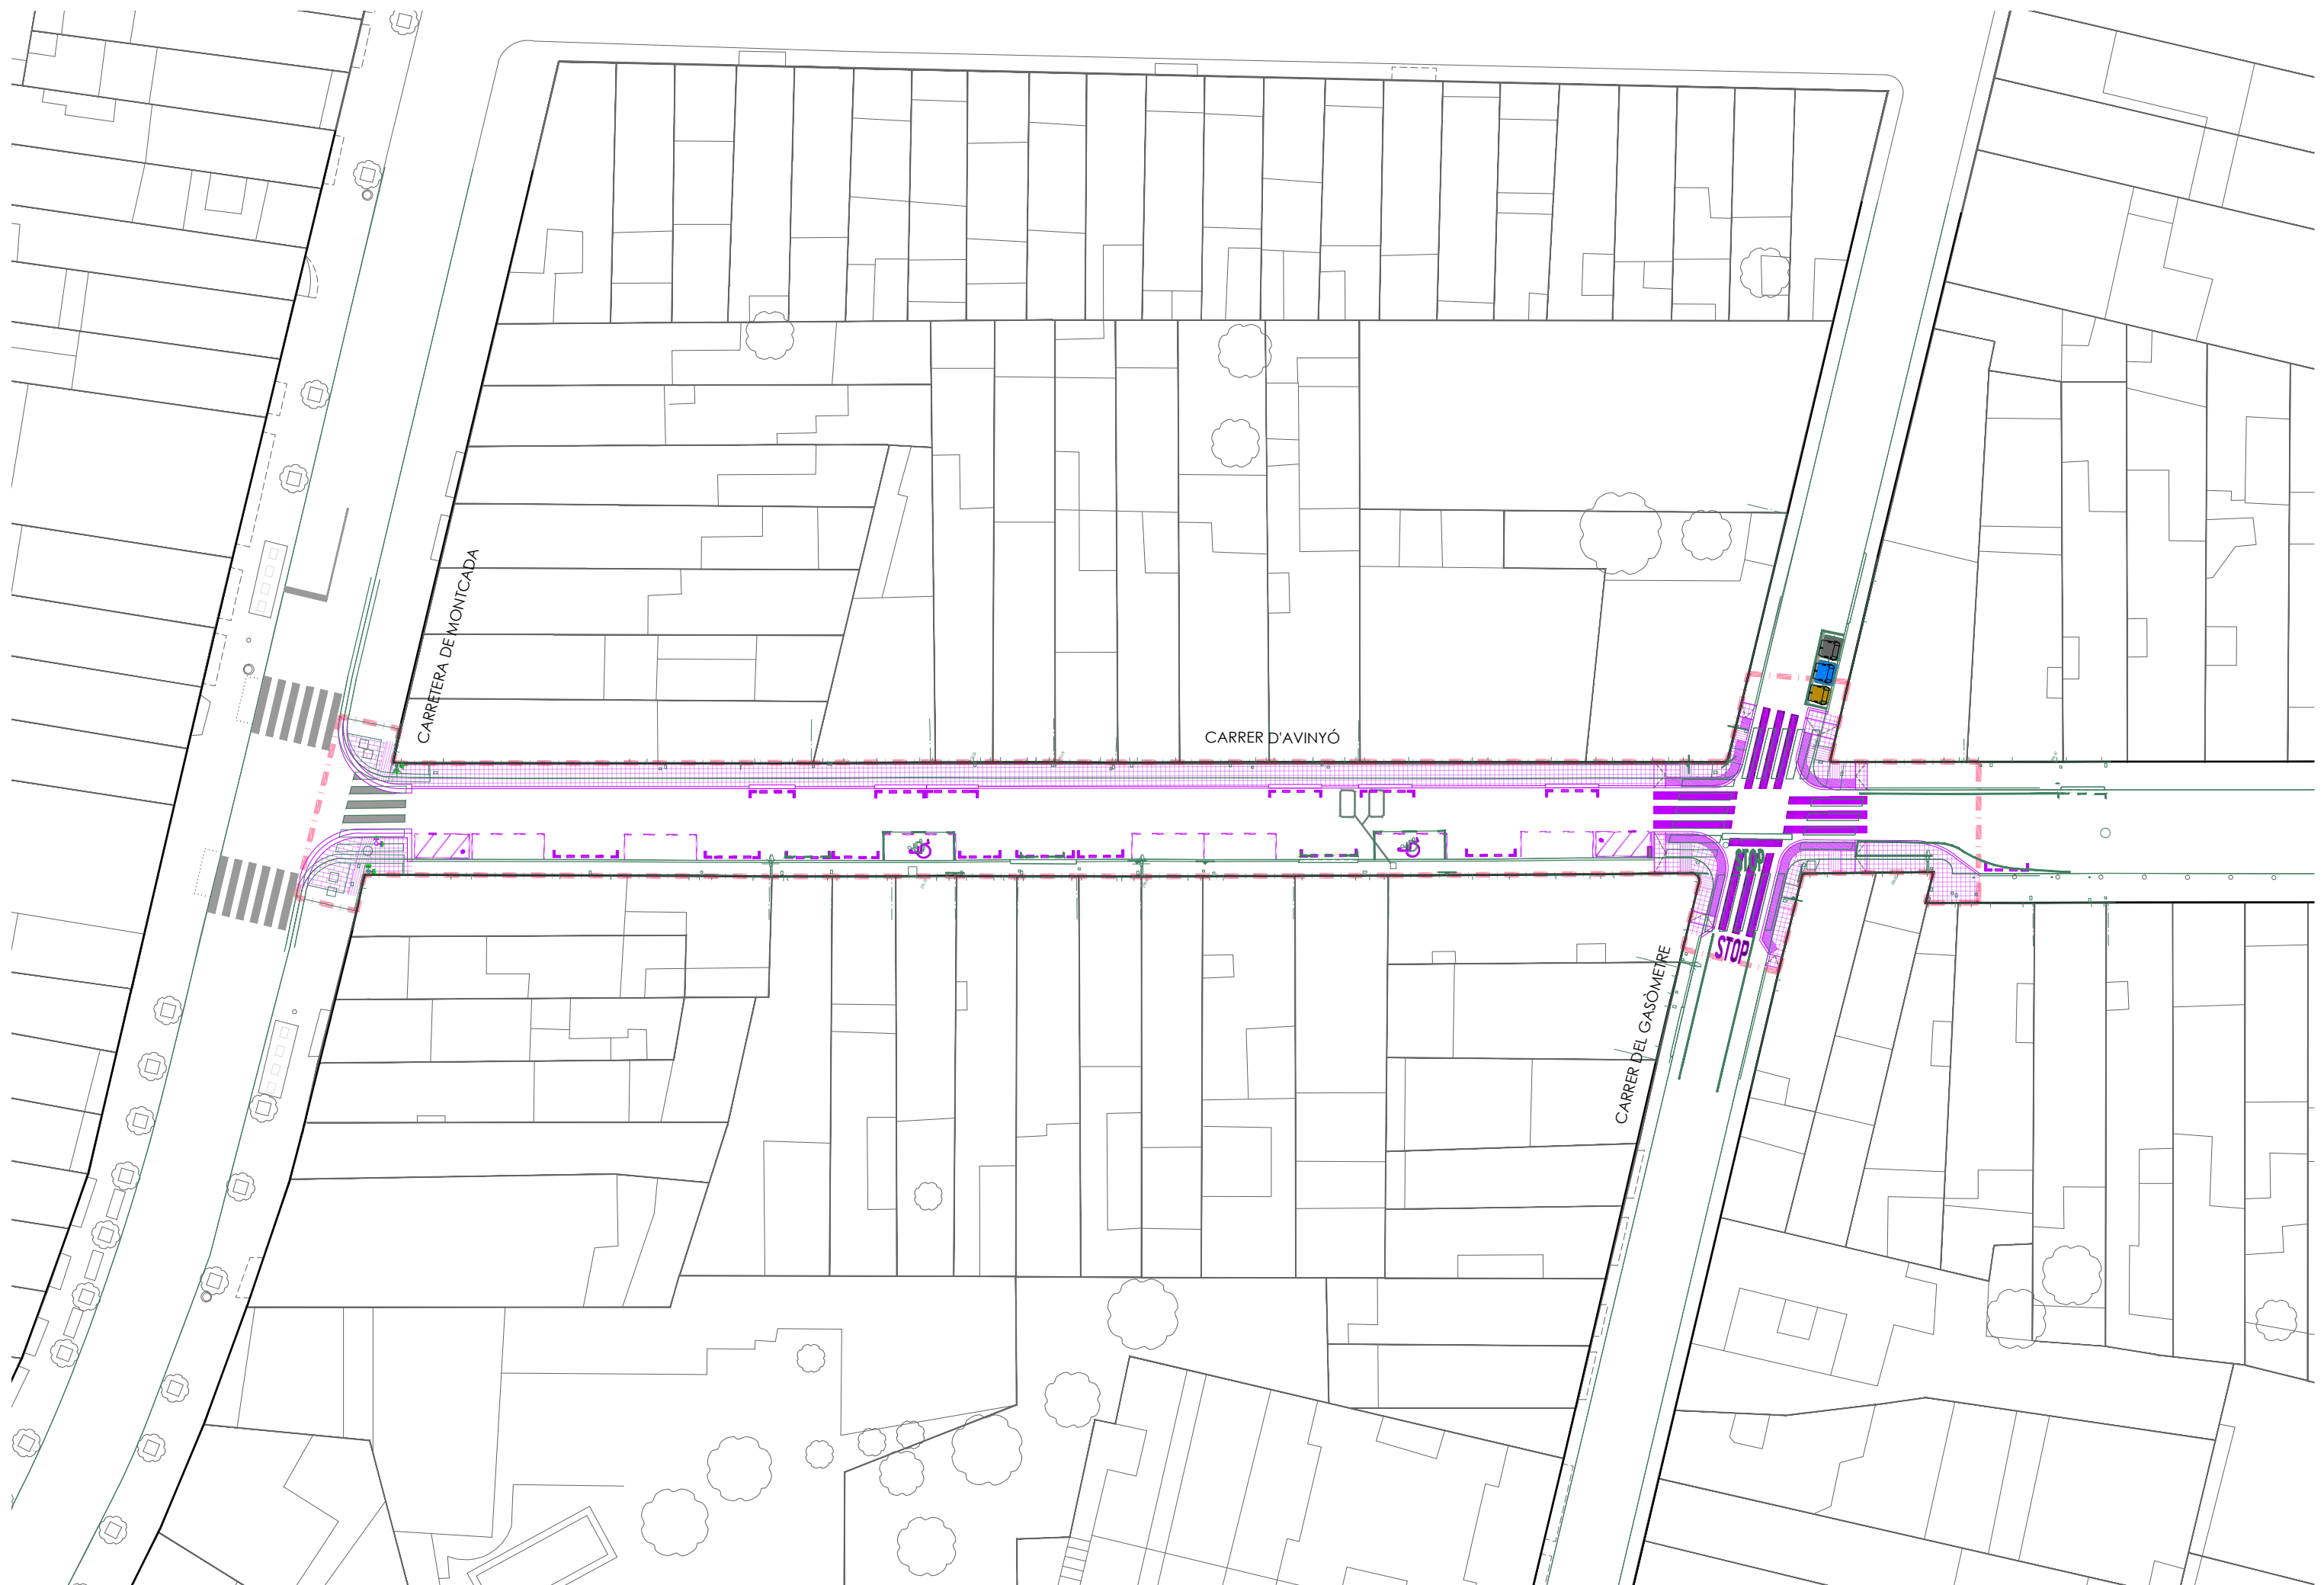 CARRETERA DE MONTCADA
CARRER D'AVINYÓ
STOP
STOP
CARRER DEL GASÒMETRE